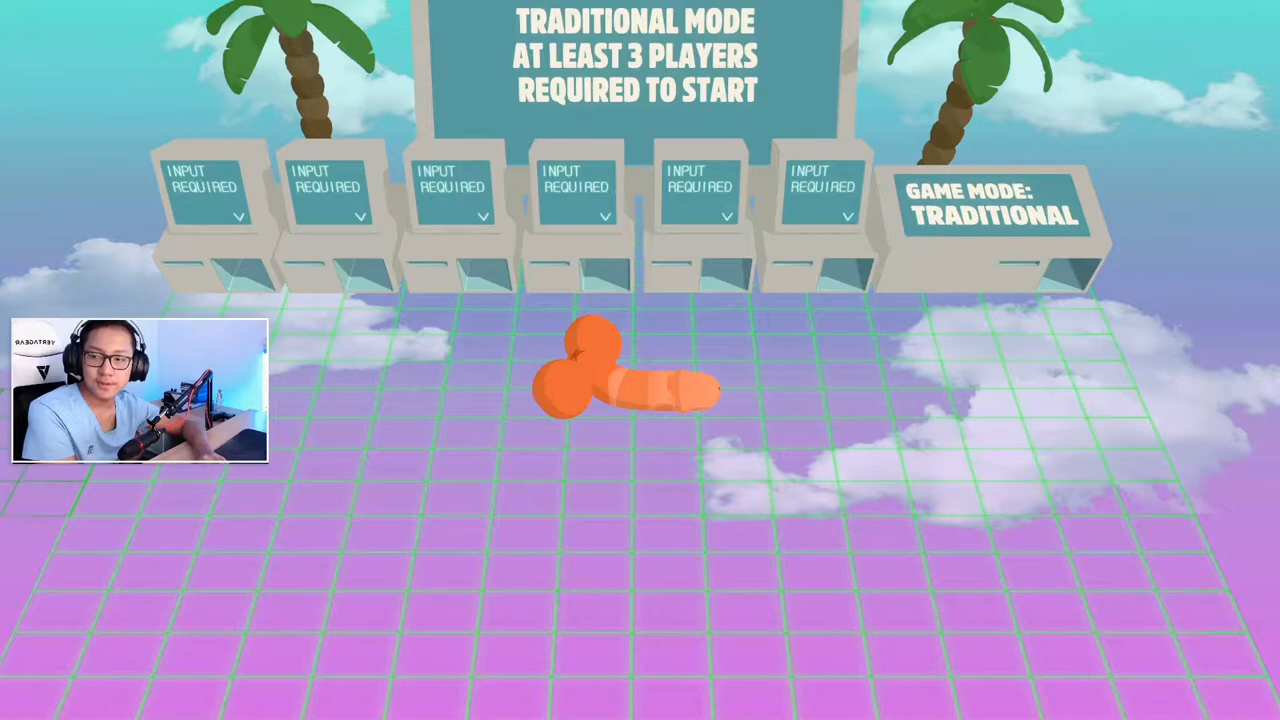 TRADITIONAL MODE
AT LEAST 3 PLAYERS
REQUIRED TO START
INPUT
REQUIRED
INPUT
REQUIRED
INPUT
REQUIRED
INPUT
REQUIRED
INPUT
REQUIRED
INPUT
REQUIRED
GAME MODE:
TRADITIONAL
VERTAGEAR